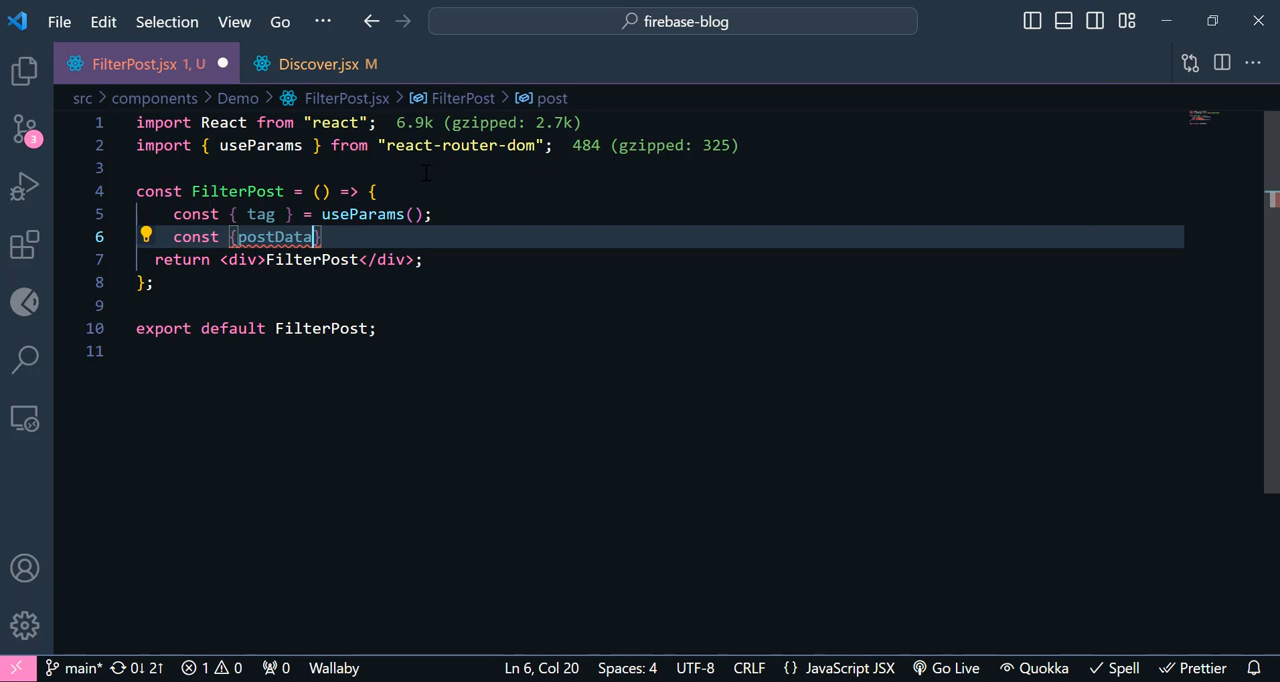 File Edit Selection View Go ··· firebase-blog
FilterPost.jsx 1, U Discover.jsx M
src > components > Demo > FilterPost.jsx > FilterPost > post
1 import React from "react"; 6.9k (gzipped: 2.7k)
2 import { useParams } from "react-router-dom"; 484 (gzipped: 325)
3
4 const FilterPost = () => {
5 const { tag } = useParams();
6 const {postData}
7 return <div>FilterPost</div>;
8 };
9
10 export default FilterPost;
11
3
main* 0↓ 2↑ 1 0 0 Wallaby Ln 6, Col 20 Spaces: 4 UTF-8 CRLF {} JavaScript JSX Go Live Quokka Spell Prettier